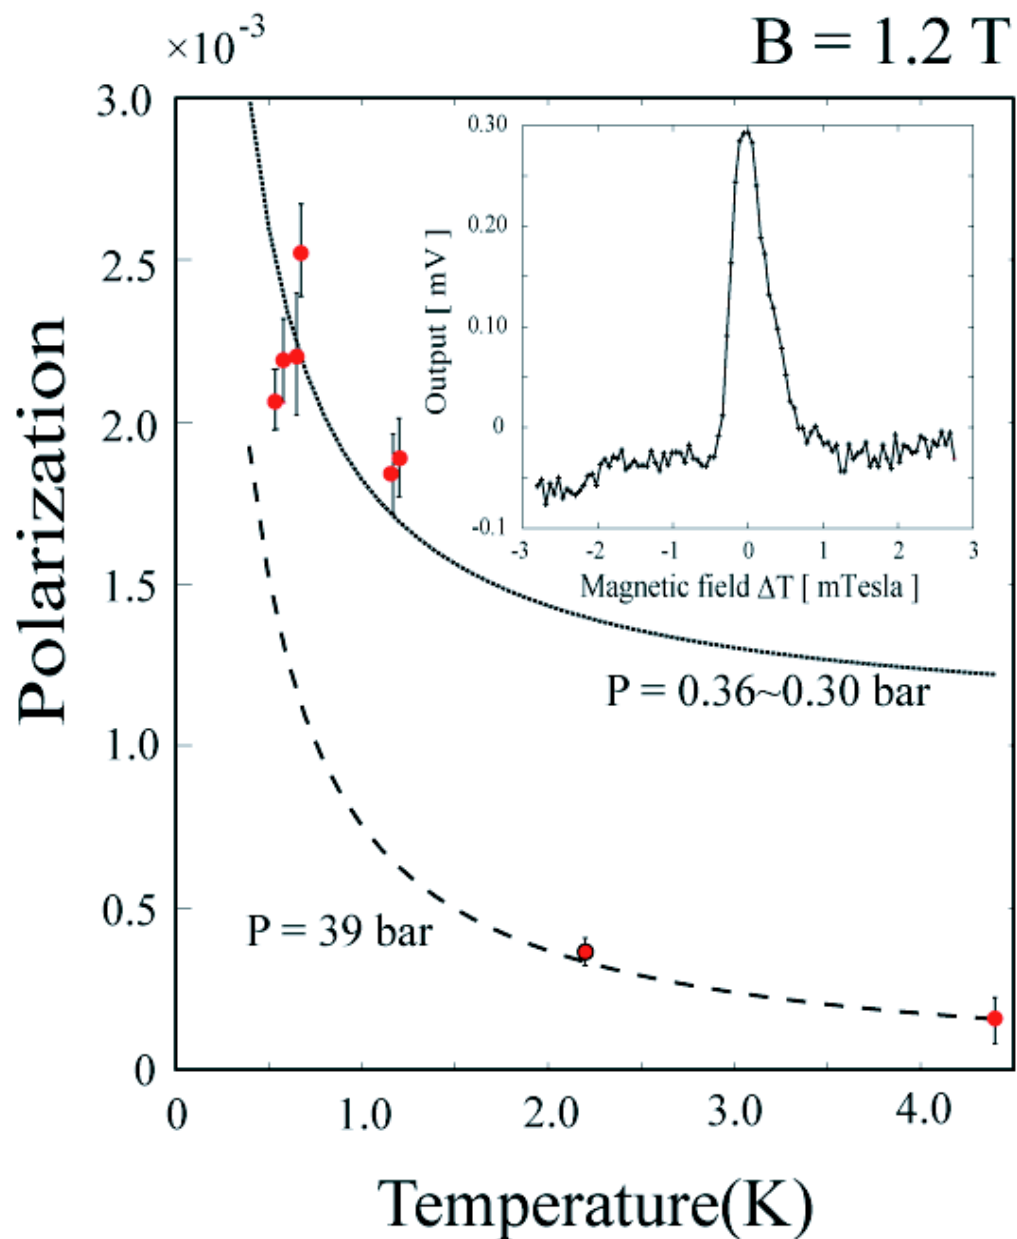 ×10⁻³
B = 1.2 T
Polarization
3.0
2.5
2.0
1.5
1.0
0.5
0
0.30
0.20
0.10
0
-0.1
Output [ mV ]
-3 -2 -1 0 1 2 3
Magnetic field ΔT [ mTesla ]
P = 0.36~0.30 bar
P = 39 bar
0 1.0 2.0 3.0 4.0
Temperature(K)